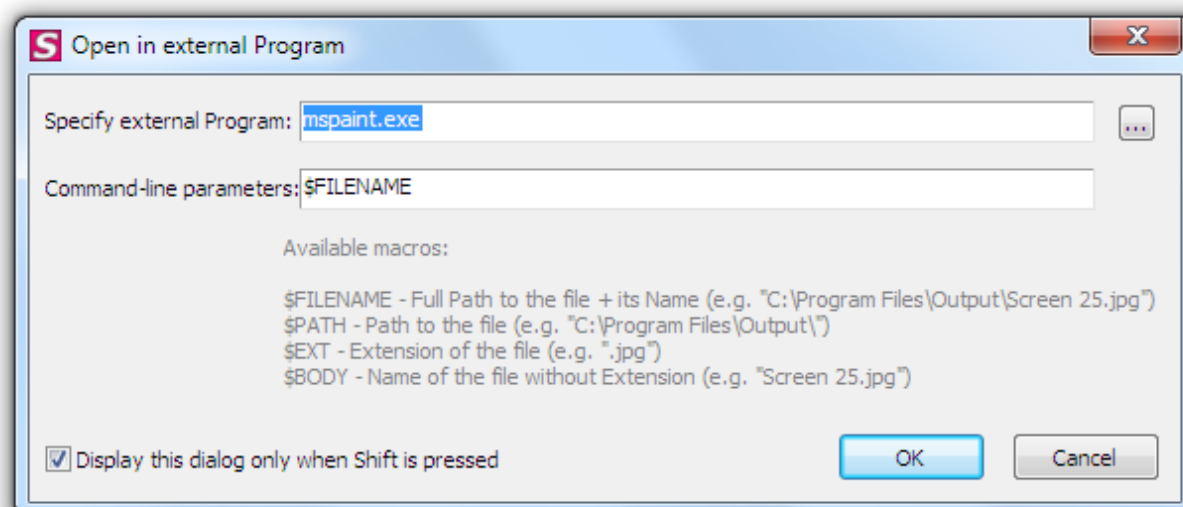 S Open in external Program X
Specify external Program: mspaint.exe ...
Command-line parameters: $FILENAME
Available macros:
$FILENAME - Full Path to the file + its Name (e.g. "C:\Program Files\Output\Screen 25.jpg")
$PATH - Path to the file (e.g. "C:\Program Files\Output\")
$EXT - Extension of the file (e.g. ".jpg")
$BODY - Name of the file without Extension (e.g. "Screen 25.jpg")
Display this dialog only when Shift is pressed OK Cancel